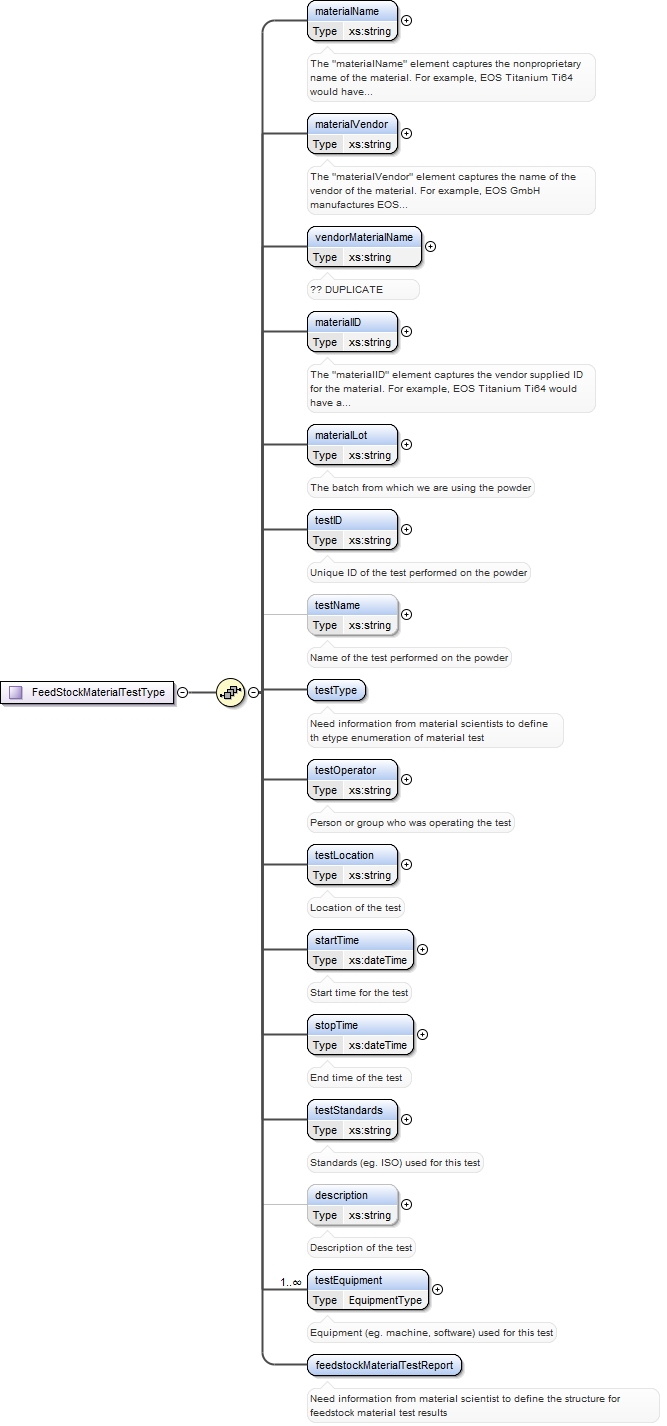 materialName
Type xs:string
The "materialName" element captures the nonproprietary
name of the material. For example, EOS Titanium Ti64
would have...
materialVendor
Type xs:string
The "materialVendor" element captures the name of the
vendor of the material. For example, EOS GmbH
manufactures EOS...
vendorMaterialName
Type xs:string
?? DUPLICATE
materialID
Type xs:string
The "materialID" element captures the vendor supplied ID
for the material. For example, EOS Titanium Ti64 would
have a...
materialLot
Type xs:string
The batch from which we are using the powder
testID
Type xs:string
Unique ID of the test performed on the powder
testName
Type xs:string
Name of the test performed on the powder
FeedStockMaterialTestType
testType
Need information from material scientists to define
th etype enumeration of material test
testOperator
Type xs:string
Person or group who was operating the test
testLocation
Type xs:string
Location of the test
startTime
Type xs:dateTime
Start time for the test
stopTime
Type xs:dateTime
End time of the test
testStandards
Type xs:string
Standards (eg. ISO) used for this test
description
Type xs:string
Description of the test
1..∞
testEquipment
Type EquipmentType
Equipment (eg. machine, software) used for this test
feedstockMaterialTestReport
Need information from material scientist to define the structure for
feedstock material test results